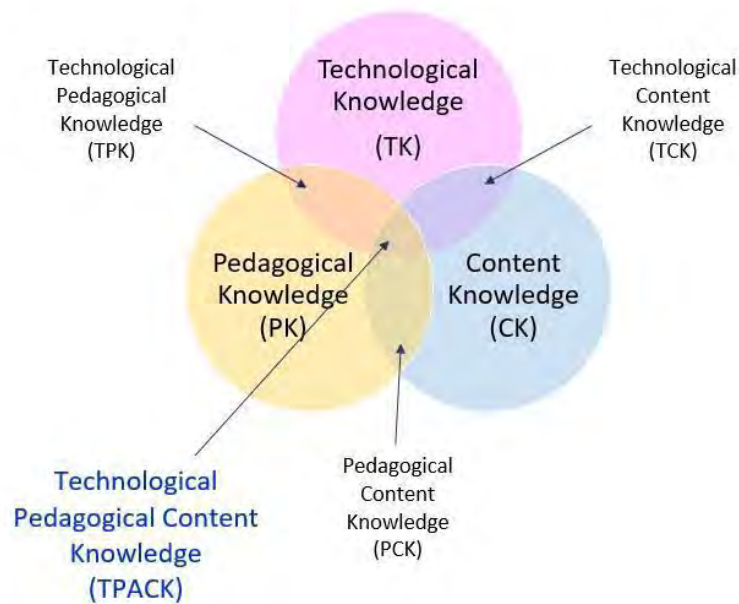 Technological
Pedagogical
Knowledge
(TPK)
Technological
Knowledge
(TK)
Technological
Content
Knowledge
(TCK)
Pedagogical
Knowledge
(PK)
Content
Knowledge
(CK)
Technological
Pedagogical Content
Knowledge
(TPACK)
Pedagogical
Content
Knowledge
(PCK)